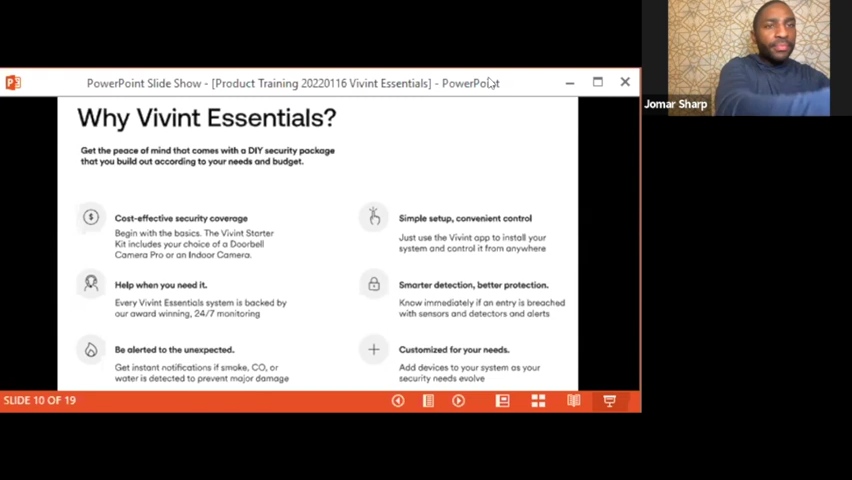 PowerPoint Slide Show - [Product Training 20220116 Vivint Essentials] - PowerPoint
Jomar Sharp
Why Vivint Essentials?
Get the peace of mind that comes with a DIY security package
that you build out according to your needs and budget.
Cost-effective security coverage
Begin with the basics. The Vivint Starter
Kit includes your choice of a Doorbell
Camera Pro or an Indoor Camera.
Help when you need it.
Every Vivint Essentials system is backed by
our award winning, 24/7 monitoring
Be alerted to the unexpected.
Get instant notifications if smoke, CO, or
water is detected to prevent major damage
Simple setup, convenient control
Just use the Vivint app to install your
system and control it from anywhere
Smarter detection, better protection.
Know immediately if an entry is breached
with sensors and detectors and alerts
Customized for your needs.
Add devices to your system as your
security needs evolve
SLIDE 10 OF 19